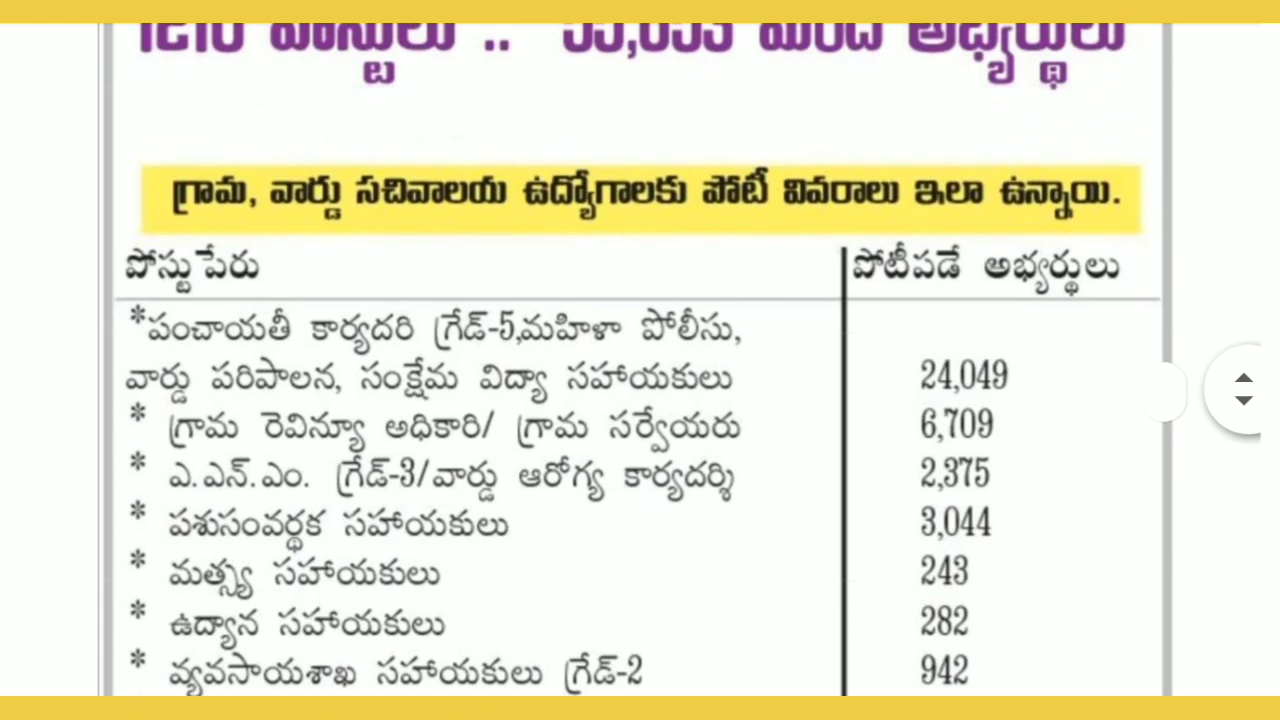 పోస్టులు .. మంది అభ్యర్థులు
గ్రామ, వార్డు సచివాలయ ఉద్యోగాలకు పోటీ వివరాలు ఇలా ఉన్నాయి.
పోస్టుపేరు పోటీపడే అభ్యర్థులు
*పంచాయతీ కార్యదరి గ్రేడ్-5,మహిళా పోలీసు,
వార్డు పరిపాలన, సంక్షేమ విద్యా సహాయకులు 24,049
* గ్రామ రెవిన్యూ అధికారి/ గ్రామ సర్వేయరు 6,709
* ఎ.ఎన్.ఎం. గ్రేడ్-3/వార్డు ఆరోగ్య కార్యదర్శి 2,375
* పశుసంవర్థక సహాయకులు 3,044
* మత్స్య సహాయకులు 243
* ఉద్యాన సహాయకులు 282
* వ్యవసాయశాఖ సహాయకులు గ్రేడ్-2 942